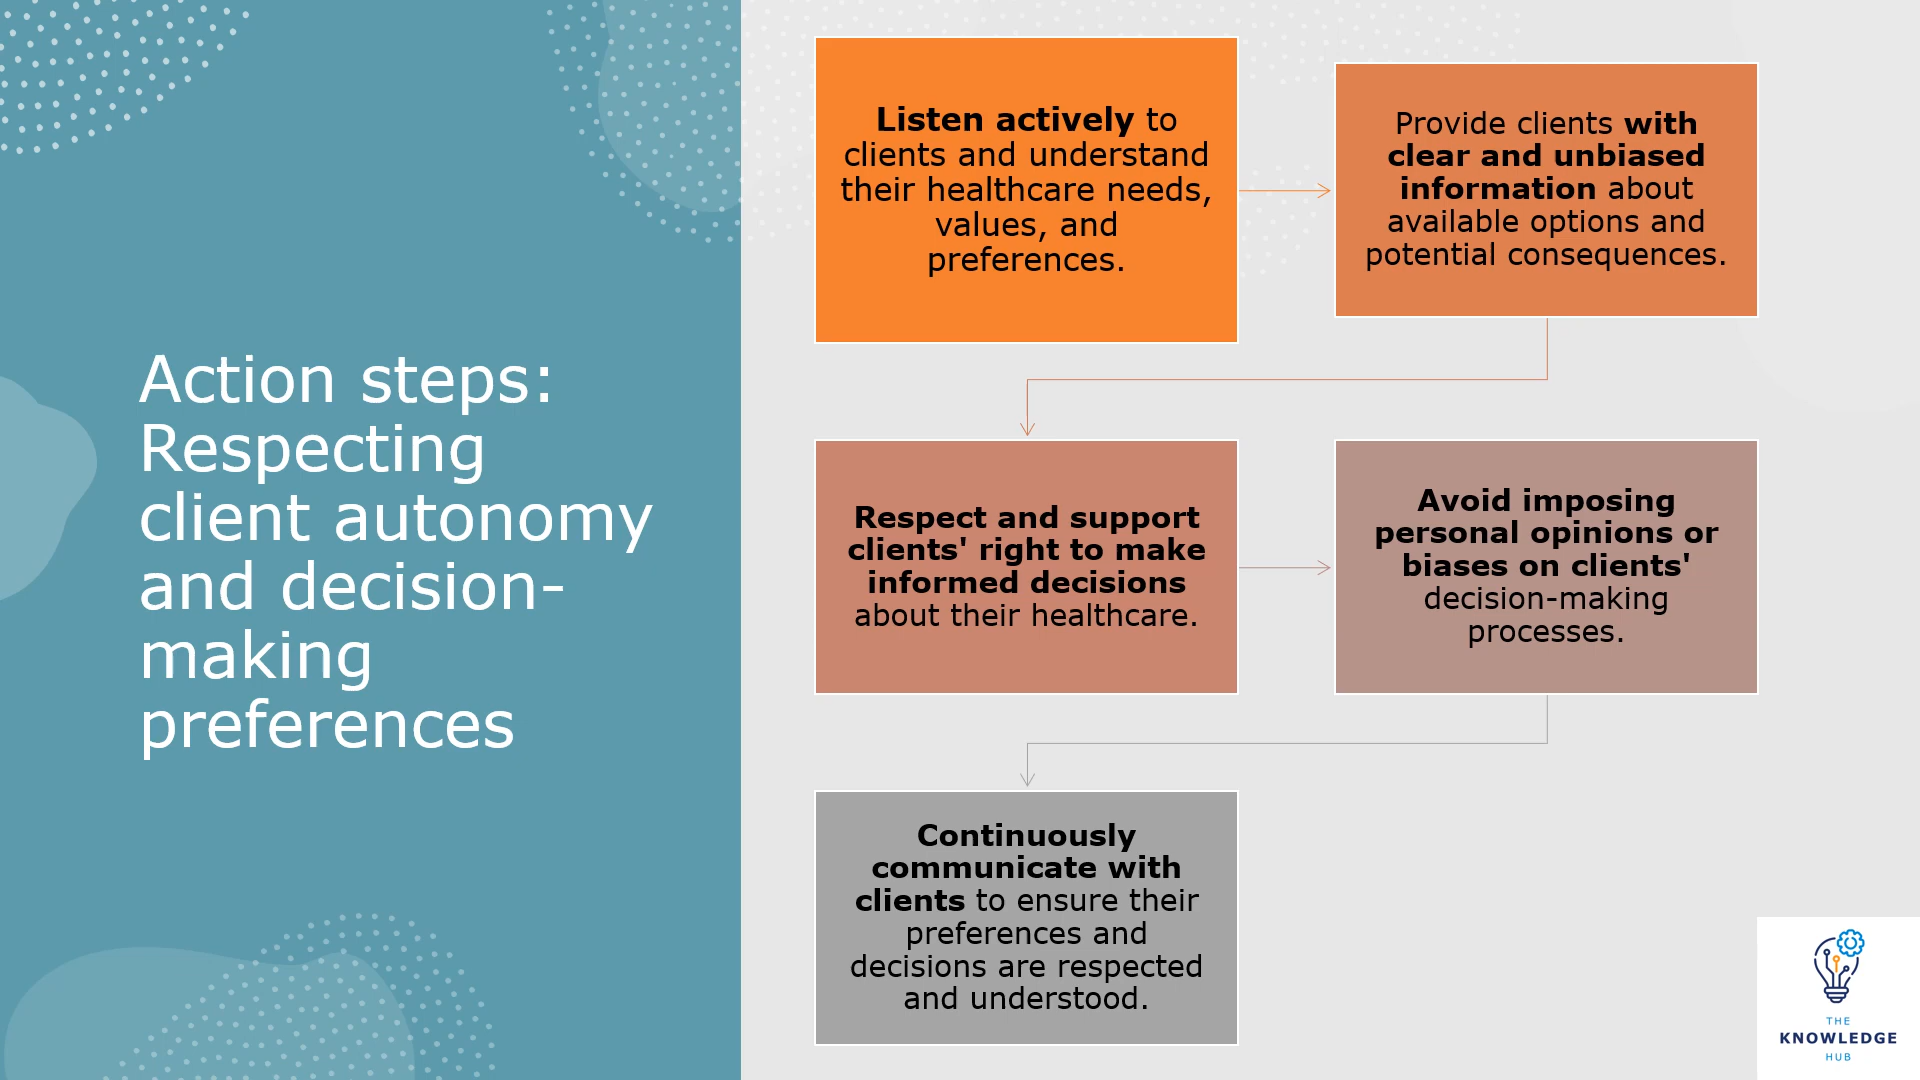 Action steps:
Respecting
client autonomy
and decision-
making
preferences
Listen actively to
clients and understand
their healthcare needs,
values, and
preferences.
Provide clients with
clear and unbiased
information about
available options and
potential consequences.
Respect and support
clients' right to make
informed decisions
about their healthcare.
Avoid imposing
personal opinions or
biases on clients'
decision-making
processes.
Continuously
communicate with
clients to ensure their
preferences and
decisions are respected
and understood.
THE
KNOWLEDGE
HUB